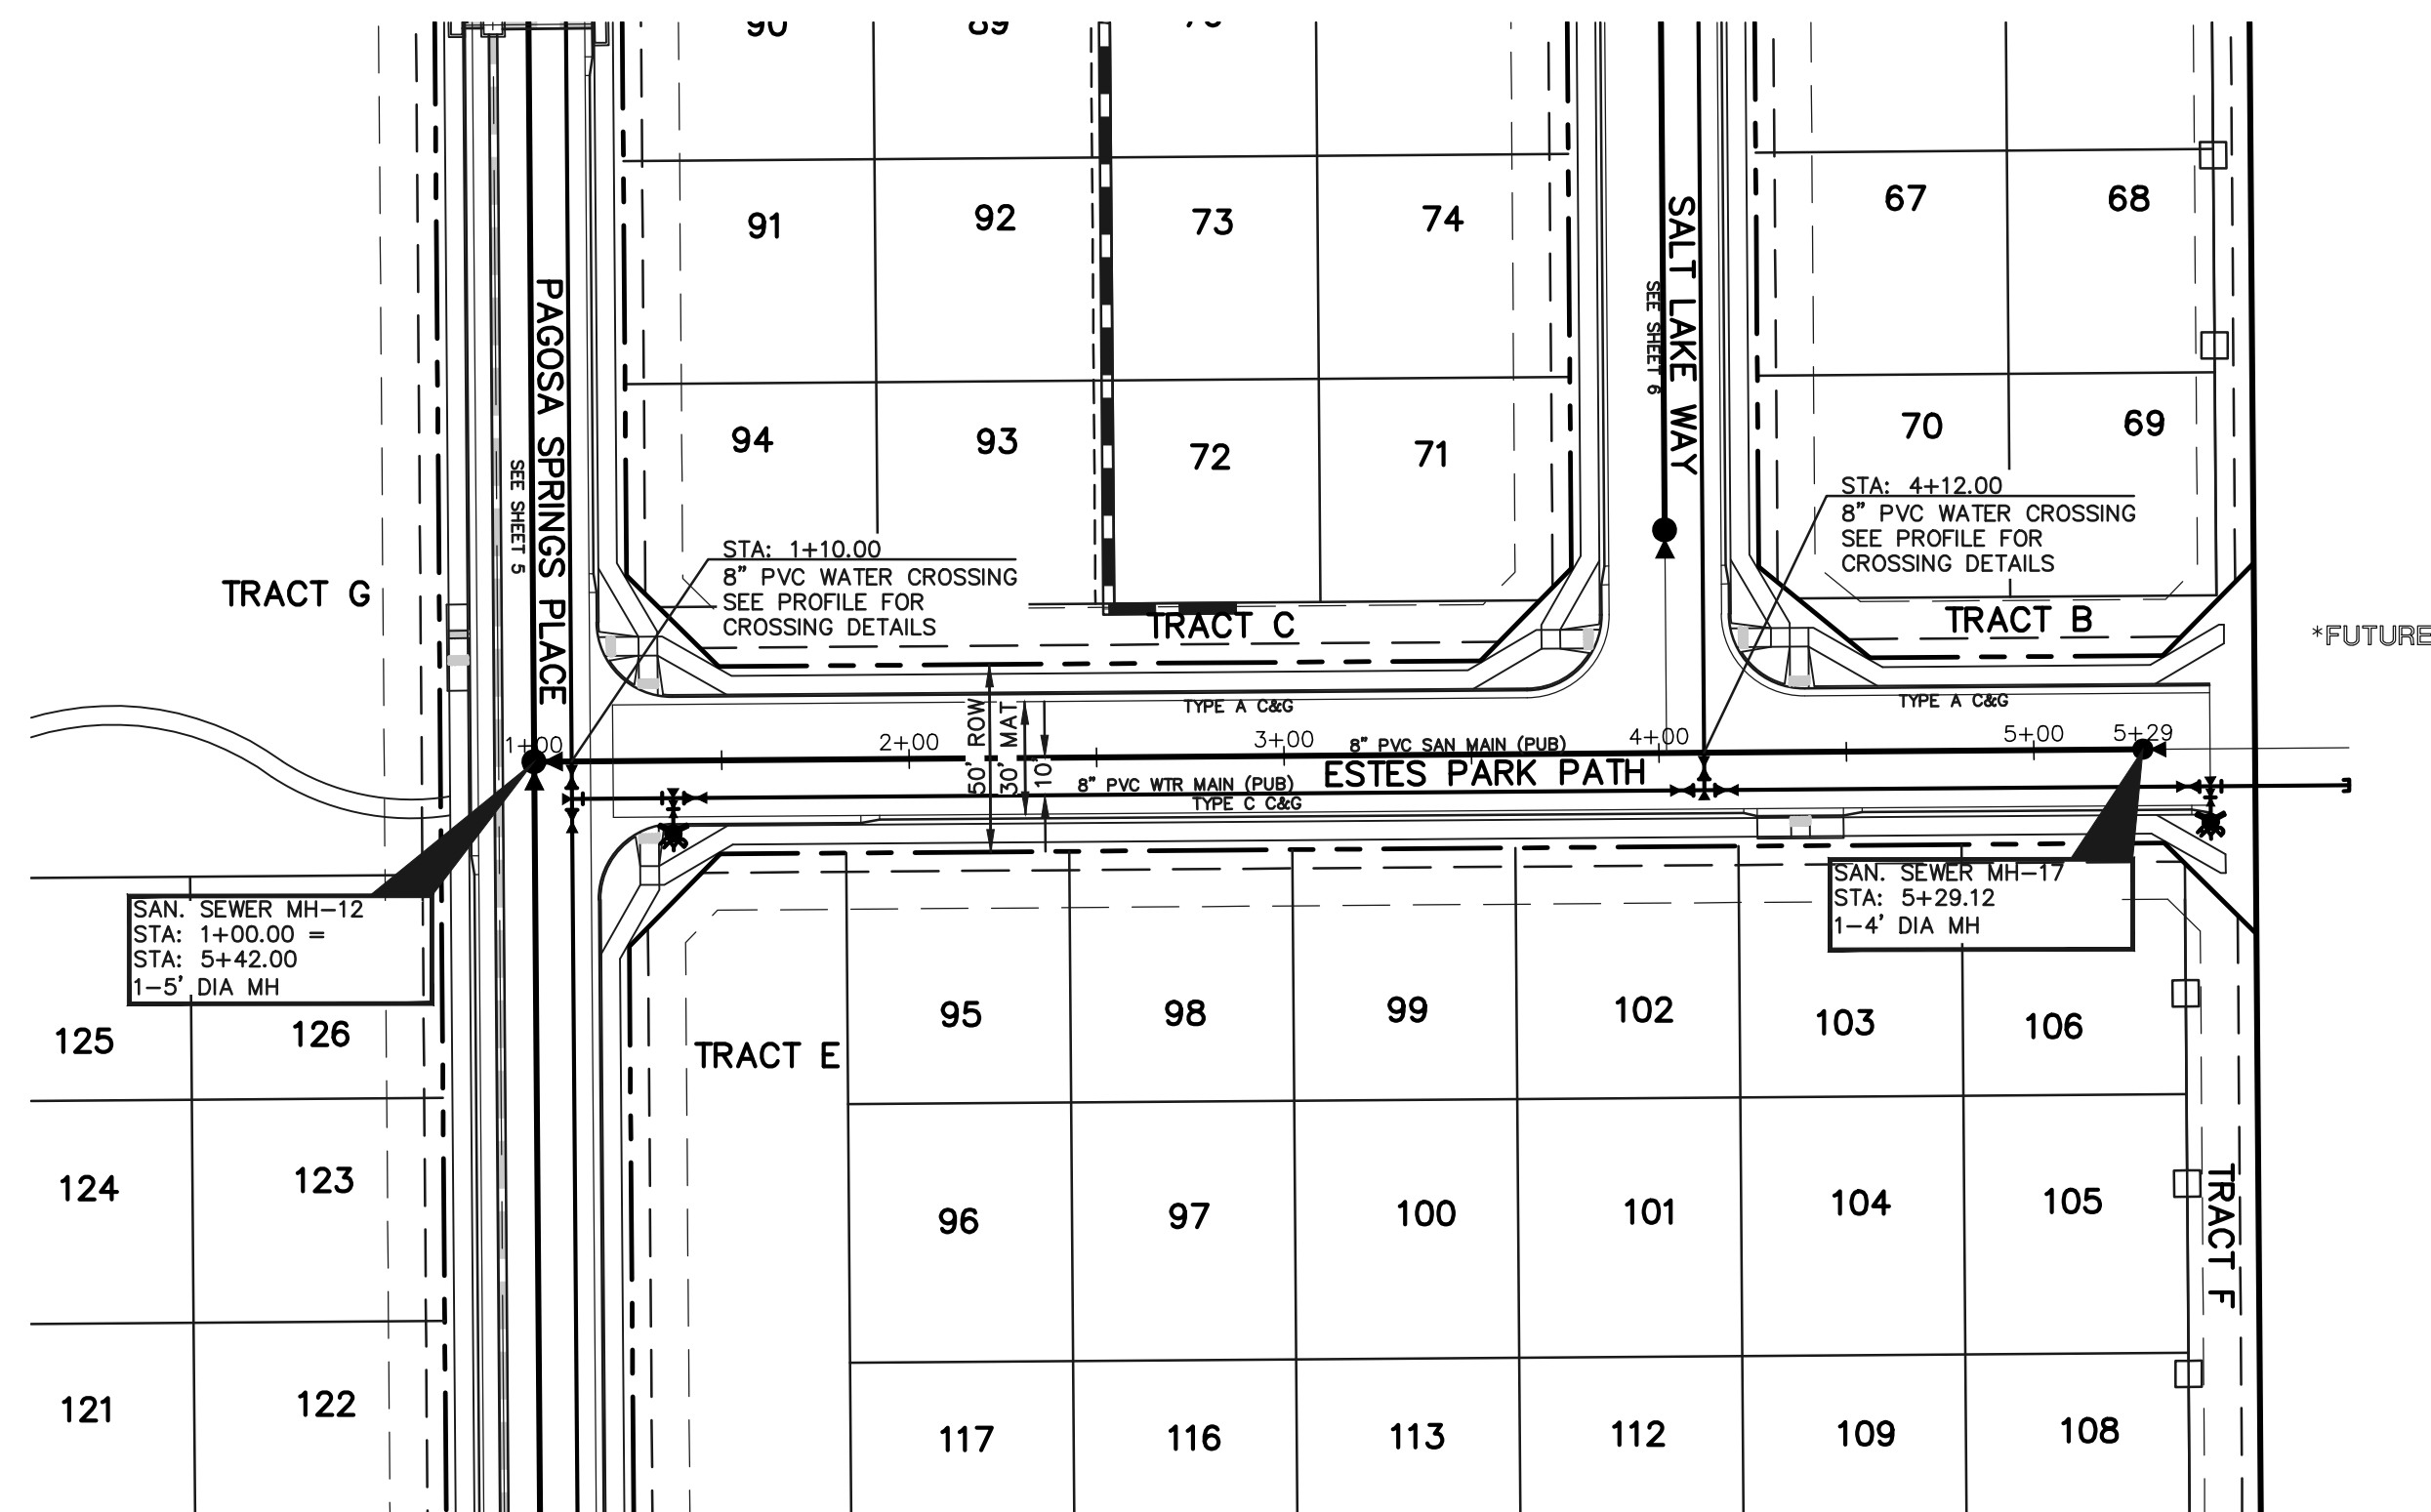 91
92
73
74
67
68
94
93
72
71
70
69
PAGOSA SPRINGS PLACE
SEE SHEET 5
SALT LAKE WAY
SEE SHEET 6
STA: 4+12.00
8" PVC WATER CROSSING
SEE PROFILE FOR
CROSSING DETAILS
STA: 1+10.00
8" PVC WATER CROSSING
SEE PROFILE FOR
CROSSING DETAILS
TRACT G
TRACT C
TRACT B
*FUTURE
TYPE A C&G
TYPE A C&G
50' ROW
30' MAT
10'
1+00
2+00
3+00
4+00
5+00
5+29
8" PVC SAN MAIN (PUB)
ESTES PARK PATH
8" PVC WTR MAIN (PUB)
TYPE C C&G
SAN. SEWER MH-12
STA: 1+00.00 =
STA: 5+42.00
1-5' DIA MH
SAN. SEWER MH-17
STA: 5+29.12
1-4' DIA MH
125
126
TRACT E
95
98
99
102
103
106
124
123
96
97
100
101
104
105
TRACT F
121
122
117
116
113
112
109
108